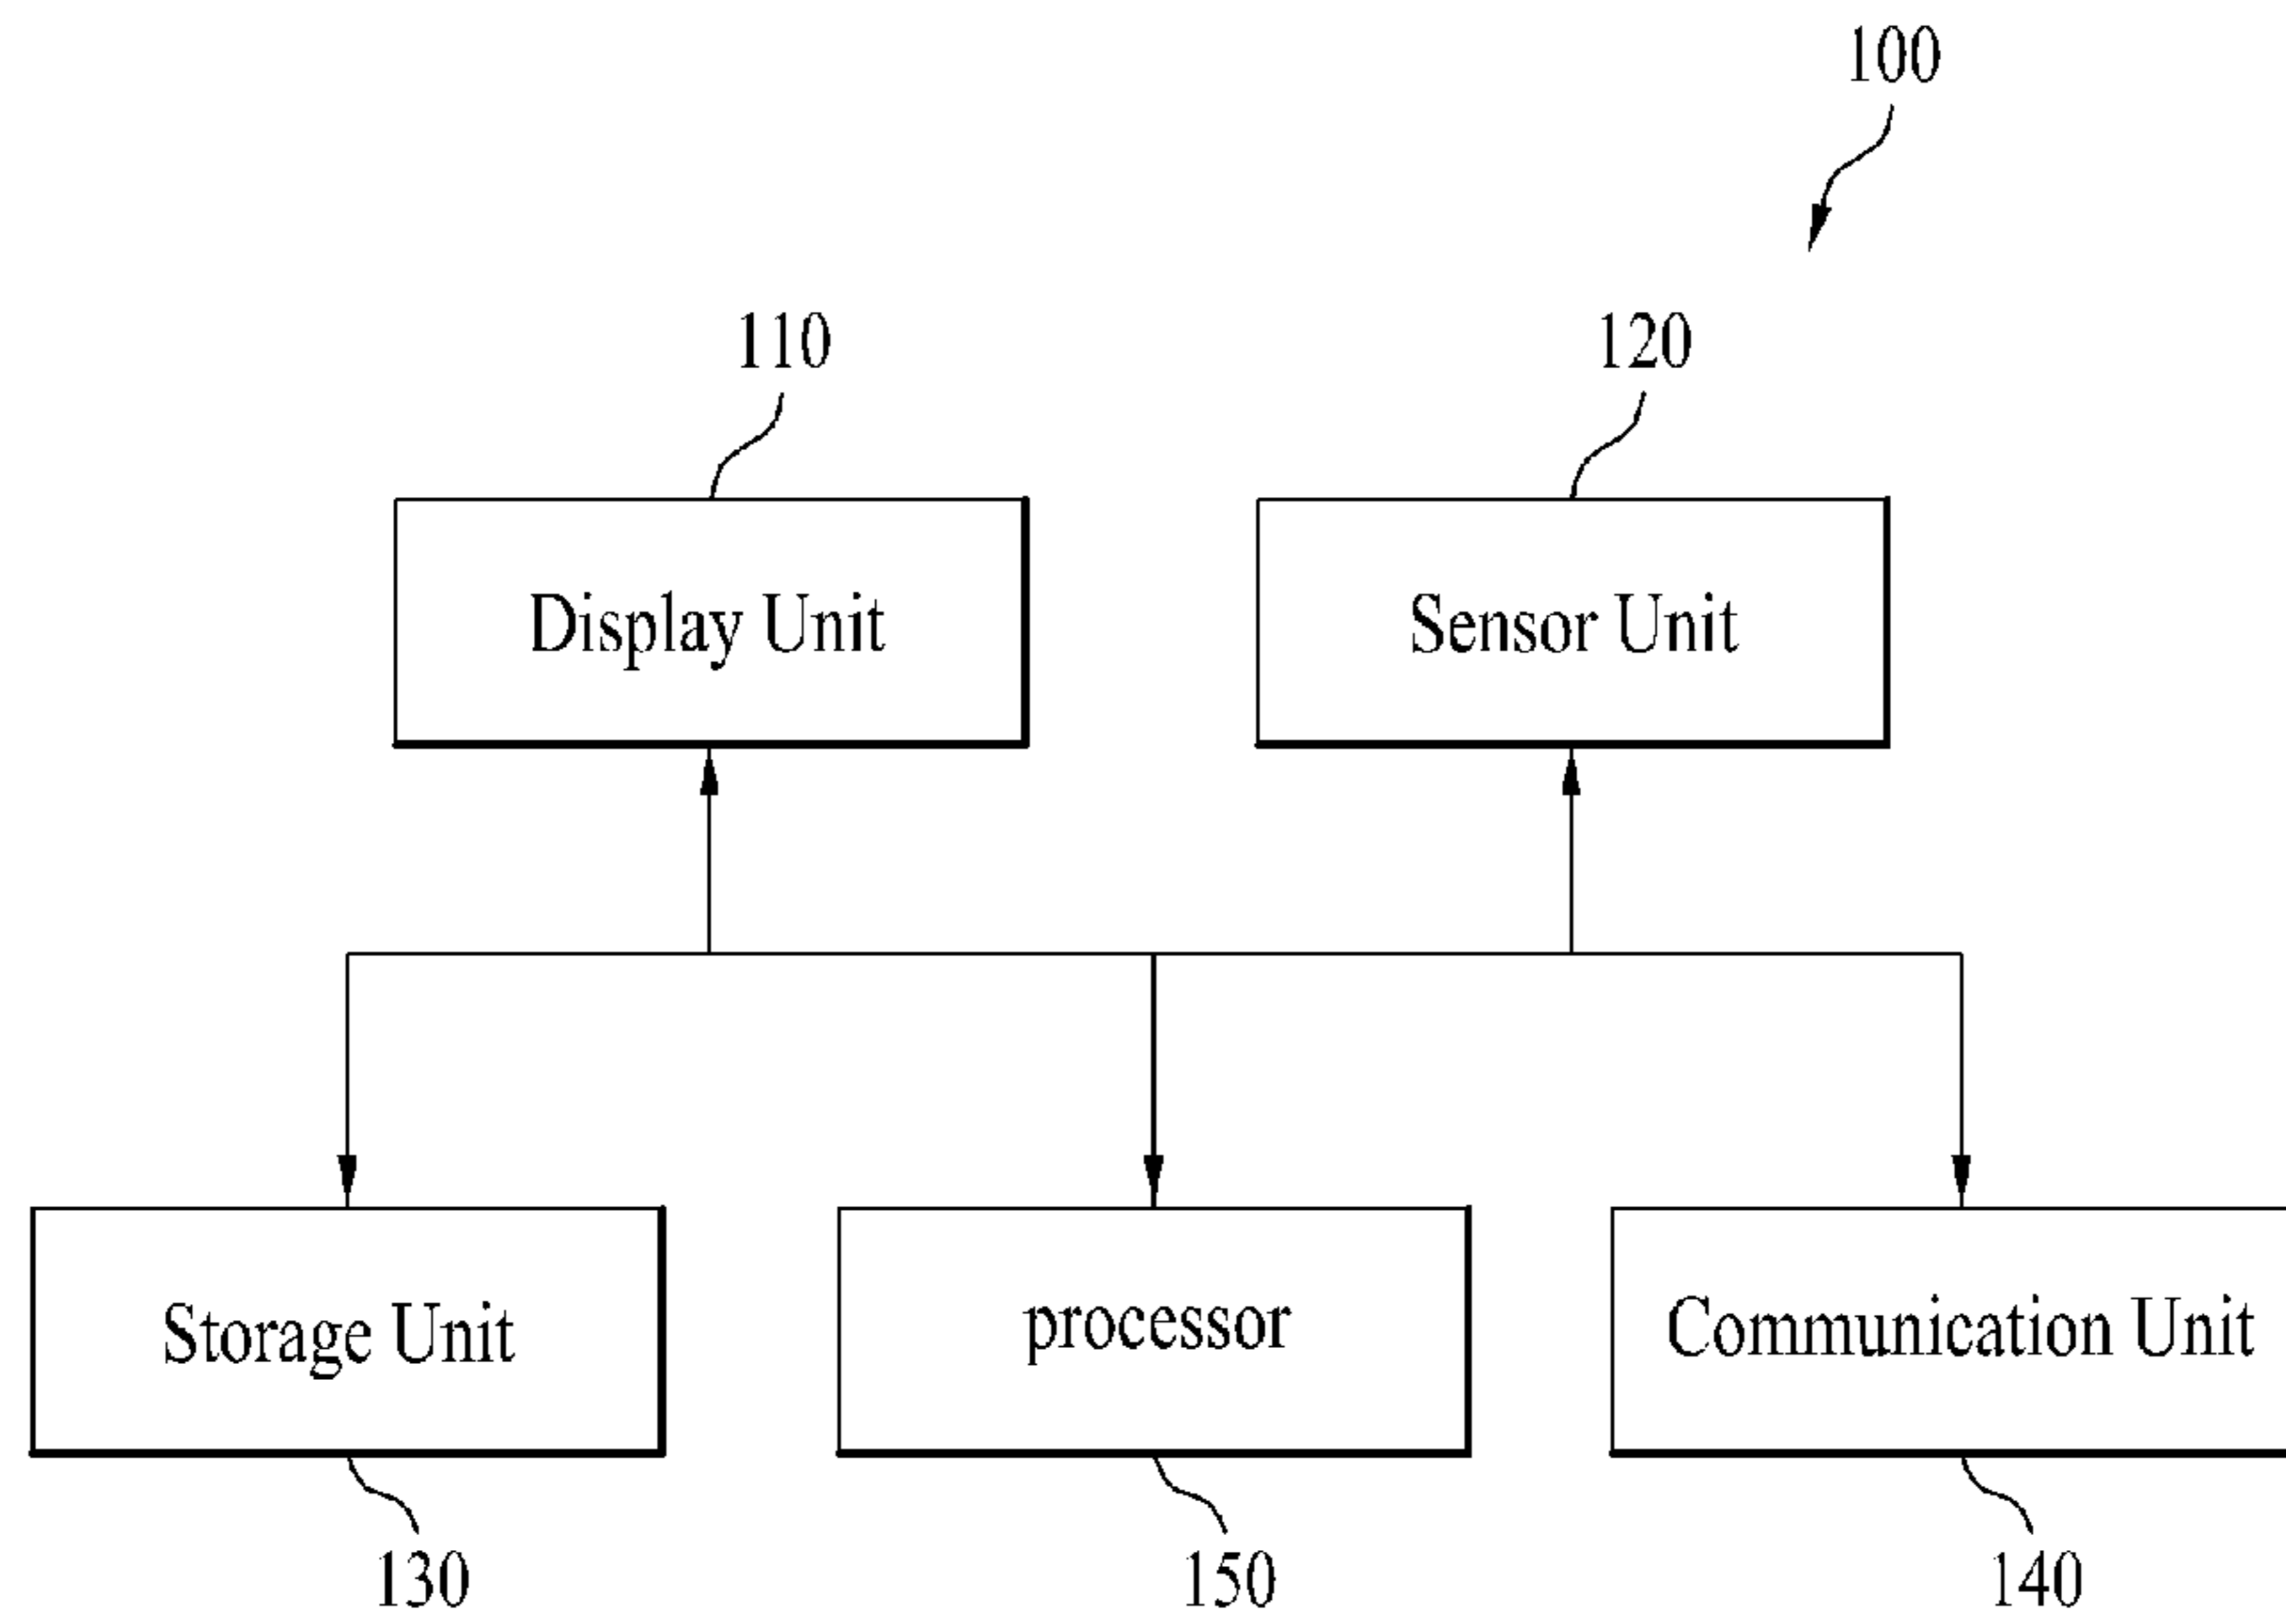 100
110
120
Display Unit
Sensor Unit
Storage Unit
processor
Communication Unit
130
150
140